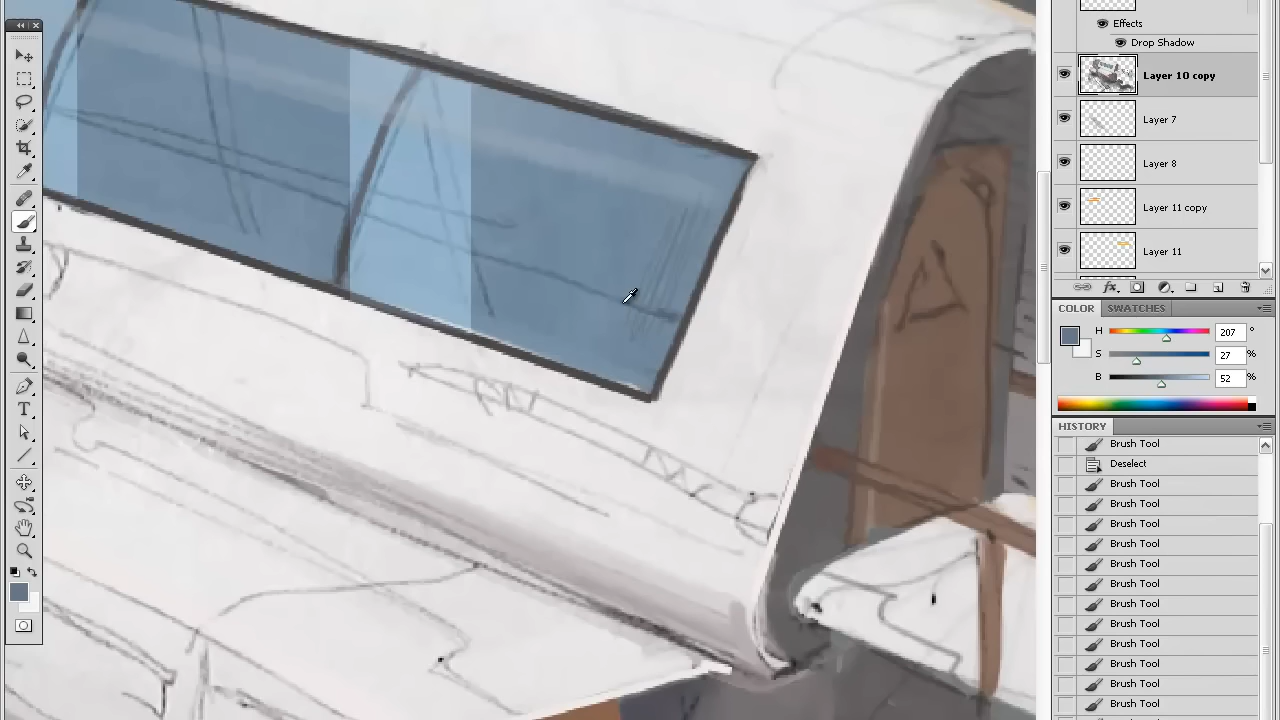 Effects
Drop Shadow
Layer 10 copy
Layer 7
Layer 8
Layer 11 copy
Layer 11
fx.
COLOR SWATCHES
H 207 °
S 27 %
B 52 %
HISTORY
Brush Tool
Deselect
Brush Tool
Brush Tool
Brush Tool
Brush Tool
Brush Tool
Brush Tool
Brush Tool
Brush Tool
Brush Tool
Brush Tool
Brush Tool
Brush Tool